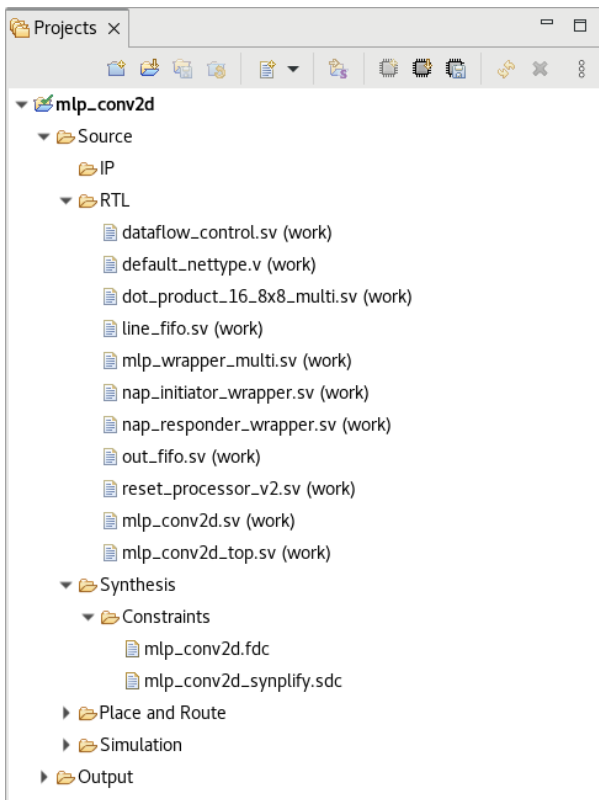 Projects
mlp_conv2d
Source
IP
RTL
dataflow_control.sv (work)
default_nettype.v (work)
dot_product_16_8x8_multi.sv (work)
line_fifo.sv (work)
mlp_wrapper_multi.sv (work)
nap_initiator_wrapper.sv (work)
nap_responder_wrapper.sv (work)
out_fifo.sv (work)
reset_processor_v2.sv (work)
mlp_conv2d.sv (work)
mlp_conv2d_top.sv (work)
Synthesis
Constraints
mlp_conv2d.fdc
mlp_conv2d_synplify.sdc
Place and Route
Simulation
Output